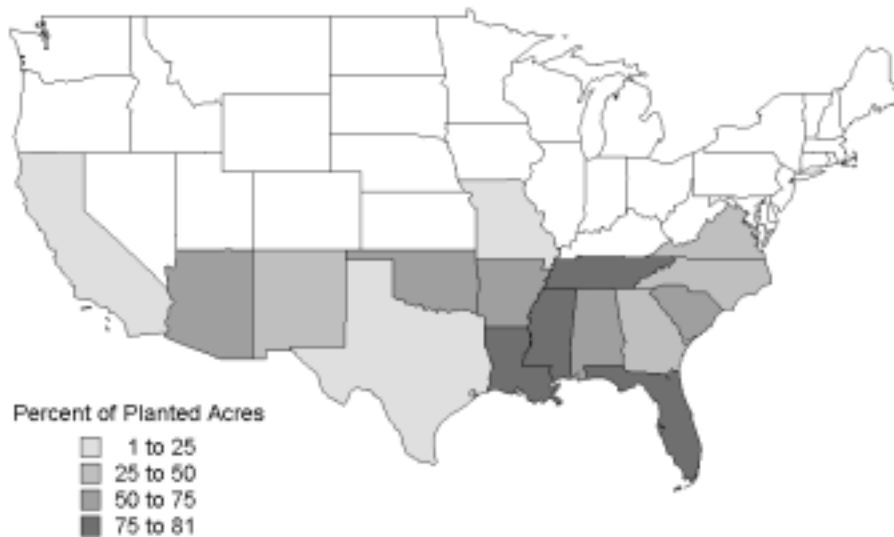 Percent of Planted Acres
1 to 25
25 to 50
50 to 75
75 to 81